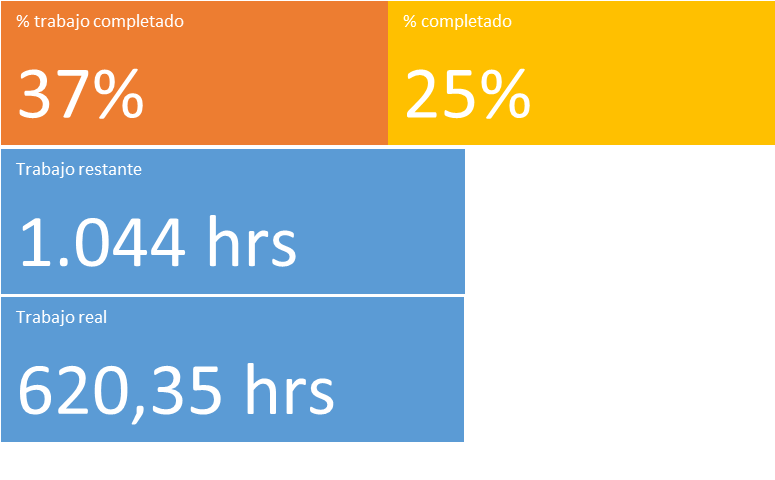 % trabajo completado
37%
% completado
25%
Trabajo restante
1.044 hrs
Trabajo real
620,35 hrs